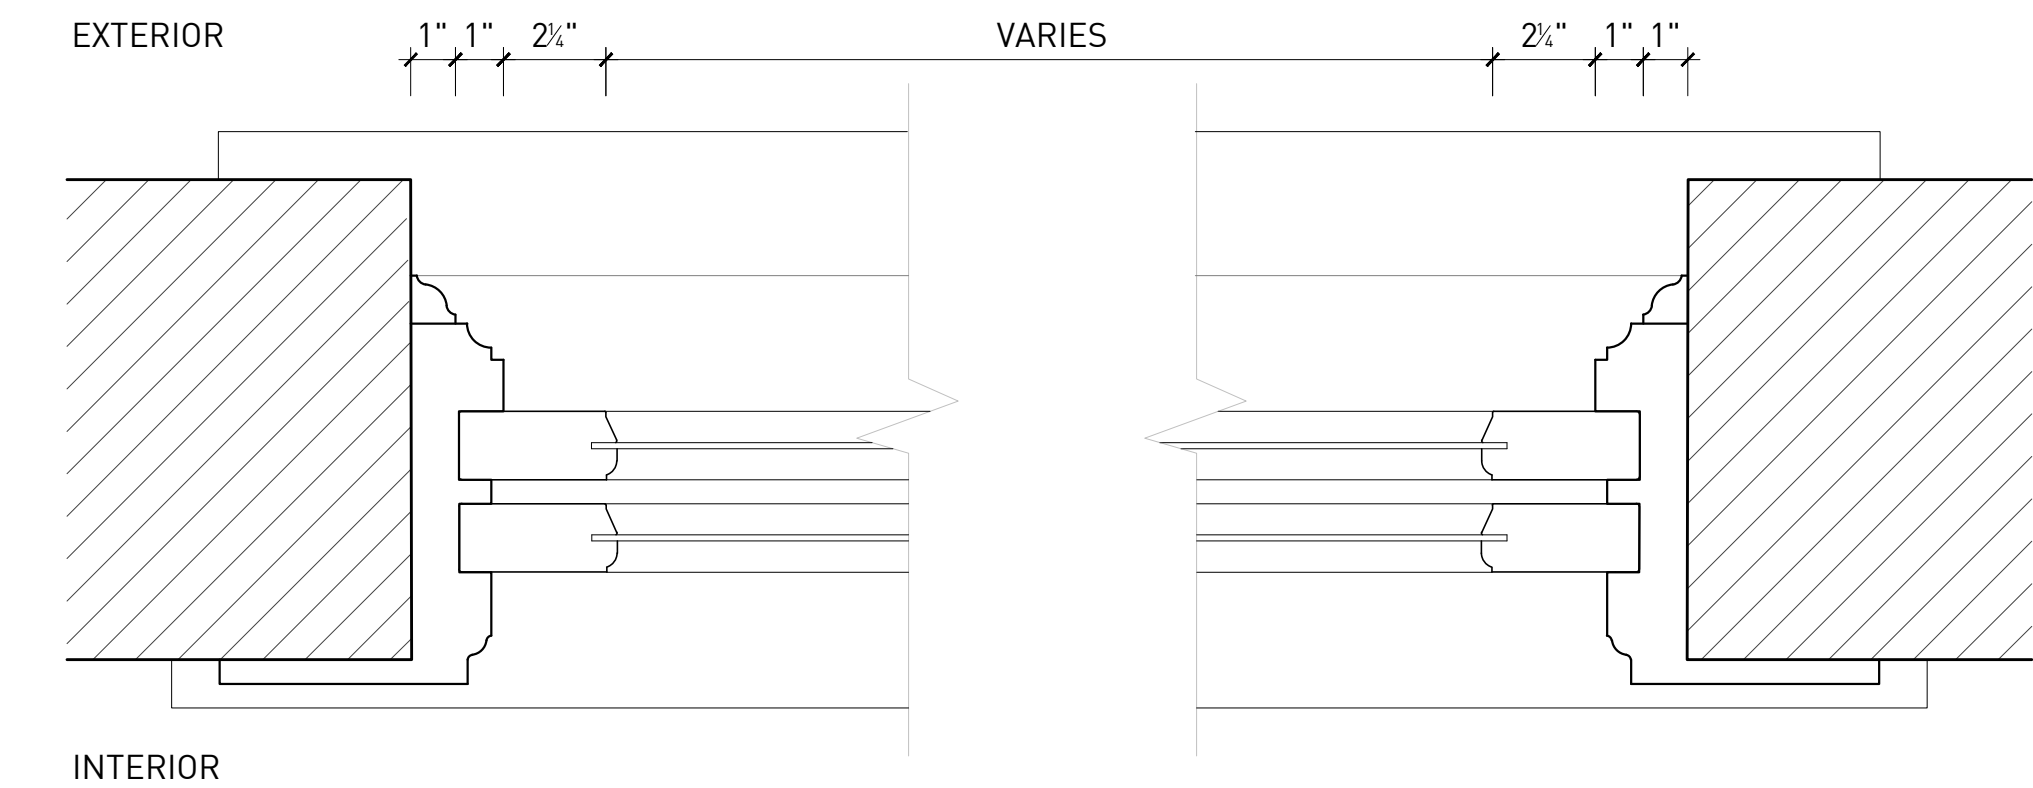 EXTERIOR 1" 1" 2¼" VARIES 2¼" 1" 1"
INTERIOR